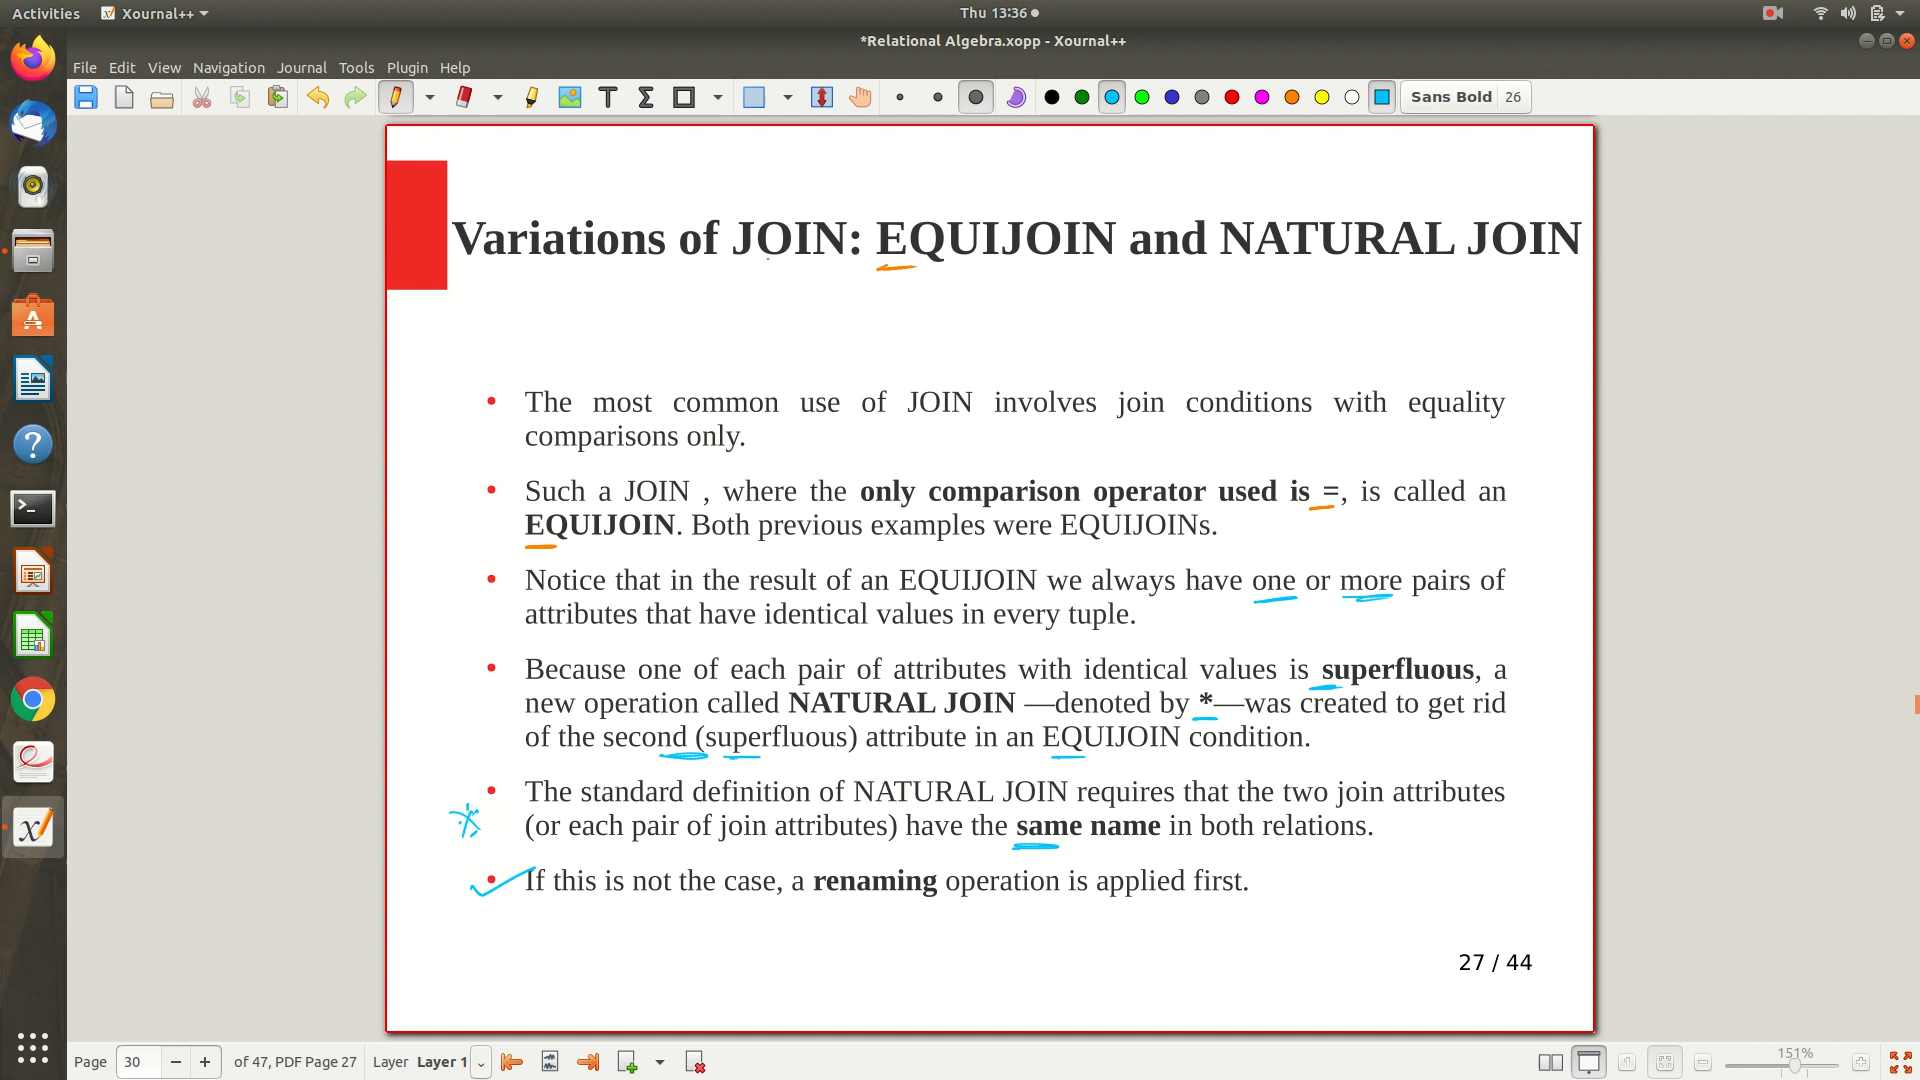 Activities Xournal++ Thu 13:36
*Relational Algebra.xopp - Xournal++
File Edit View Navigation Journal Tools Plugin Help
Sans Bold 26
Variations of JOIN: EQUIJOIN and NATURAL JOIN
• The most common use of JOIN involves join conditions with equality
comparisons only.
• Such a JOIN , where the only comparison operator used is =, is called an
EQUIJOIN. Both previous examples were EQUIJOINs.
• Notice that in the result of an EQUIJOIN we always have one or more pairs of
attributes that have identical values in every tuple.
• Because one of each pair of attributes with identical values is superfluous, a
new operation called NATURAL JOIN —denoted by *—was created to get rid
of the second (superfluous) attribute in an EQUIJOIN condition.
• The standard definition of NATURAL JOIN requires that the two join attributes
(or each pair of join attributes) have the same name in both relations.
• If this is not the case, a renaming operation is applied first.
27 / 44
Page 30 − + of 47, PDF Page 27 Layer Layer 1 151%